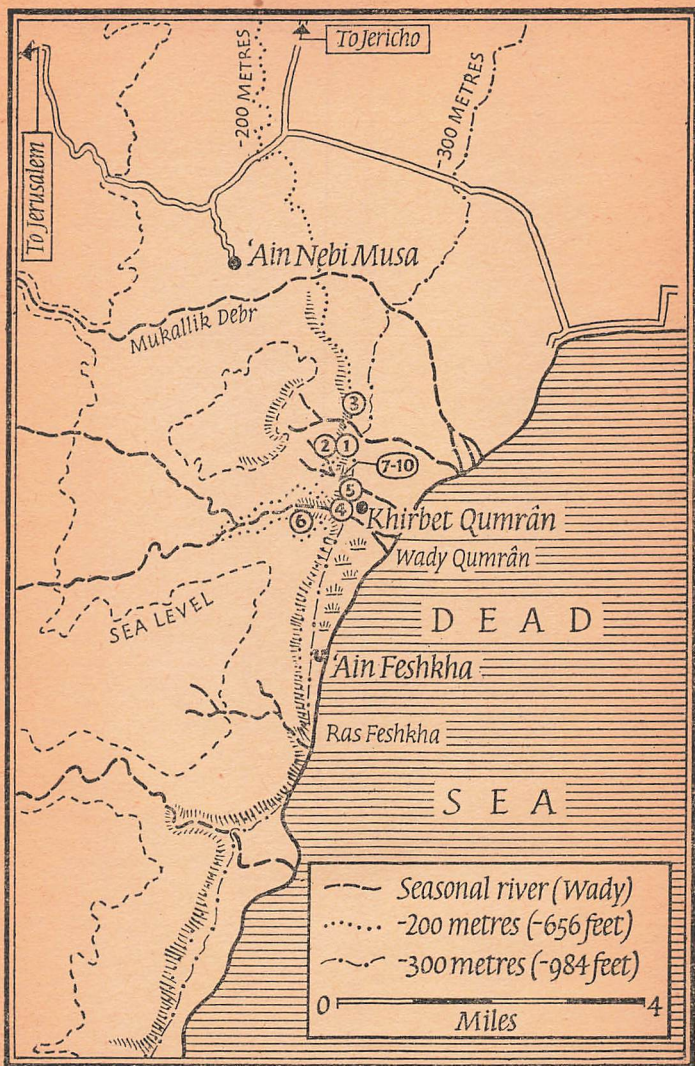 To Jericho
-200 METRES
-300 METRES
To Jerusalem
'Ain Nebi Musa
Mukallik Debr
3
2
1
7-10
5
4
6
Khirbet Qumrân
Wady Qumrân
SEA LEVEL
DEAD
'Ain Feshkha
Ras Feshkha
SEA
Seasonal river (Wady)
-200 metres (-656 feet)
-300 metres (-984 feet)
0 4
Miles